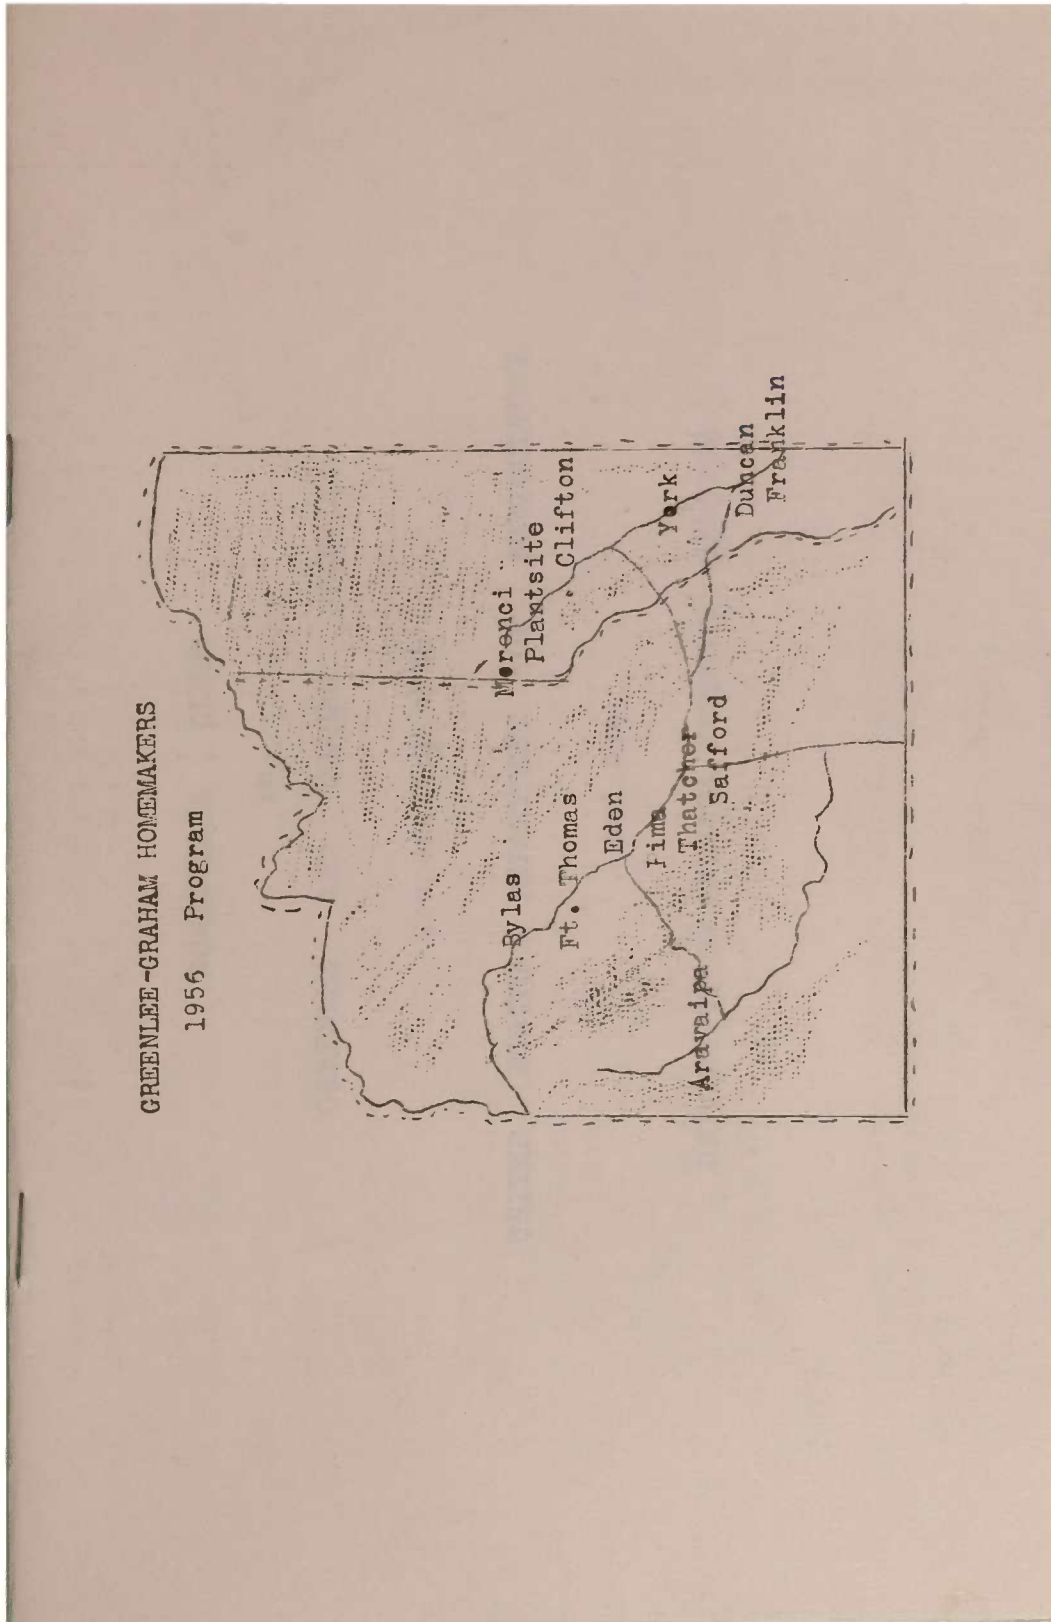 GREENLEE-GRAHAM HOMEMAKERS
1956 Program
Morenci
Plantsite
Clifton
Bylas
Ft. Thomas
Eden
Pima
York
Thatcher
Aravaipa
Safford
Duncan
Franklin